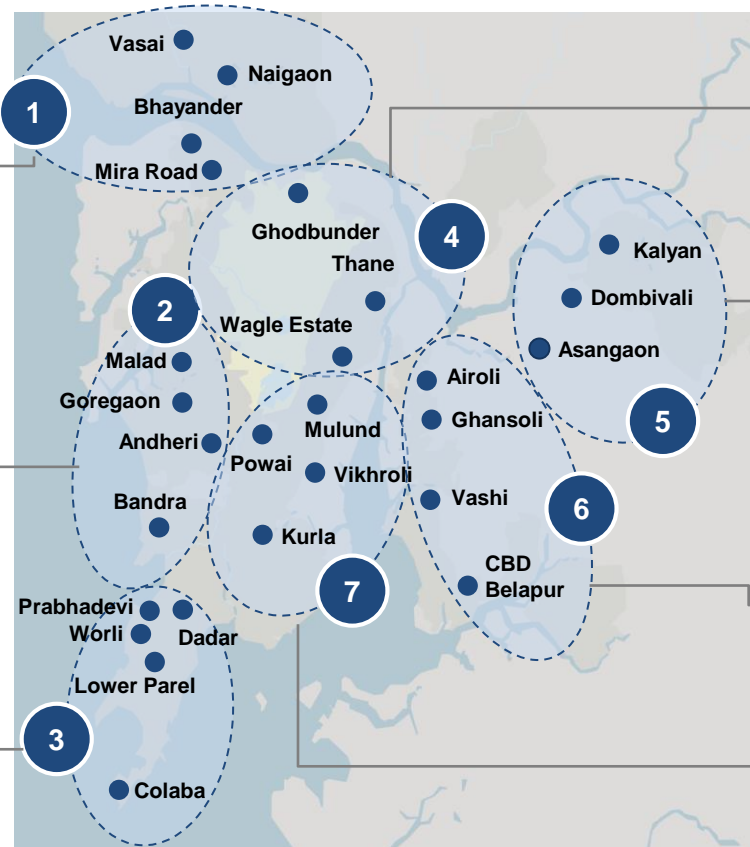 Vasai
Naigaon
1
Bhayander
Mira Road
Ghodbunder
4
Thane
Kalyan
Dombivali
2
Wagle Estate
Asangaon
Malad
Airoli
Goregaon
Mulund
Ghansoli
5
Andheri
Powai
Vikhroli
Bandra
Vashi
6
Kurla
CBD
Belapur
7
Prabhadevi
Worli
Dadar
Lower Parel
3
Colaba